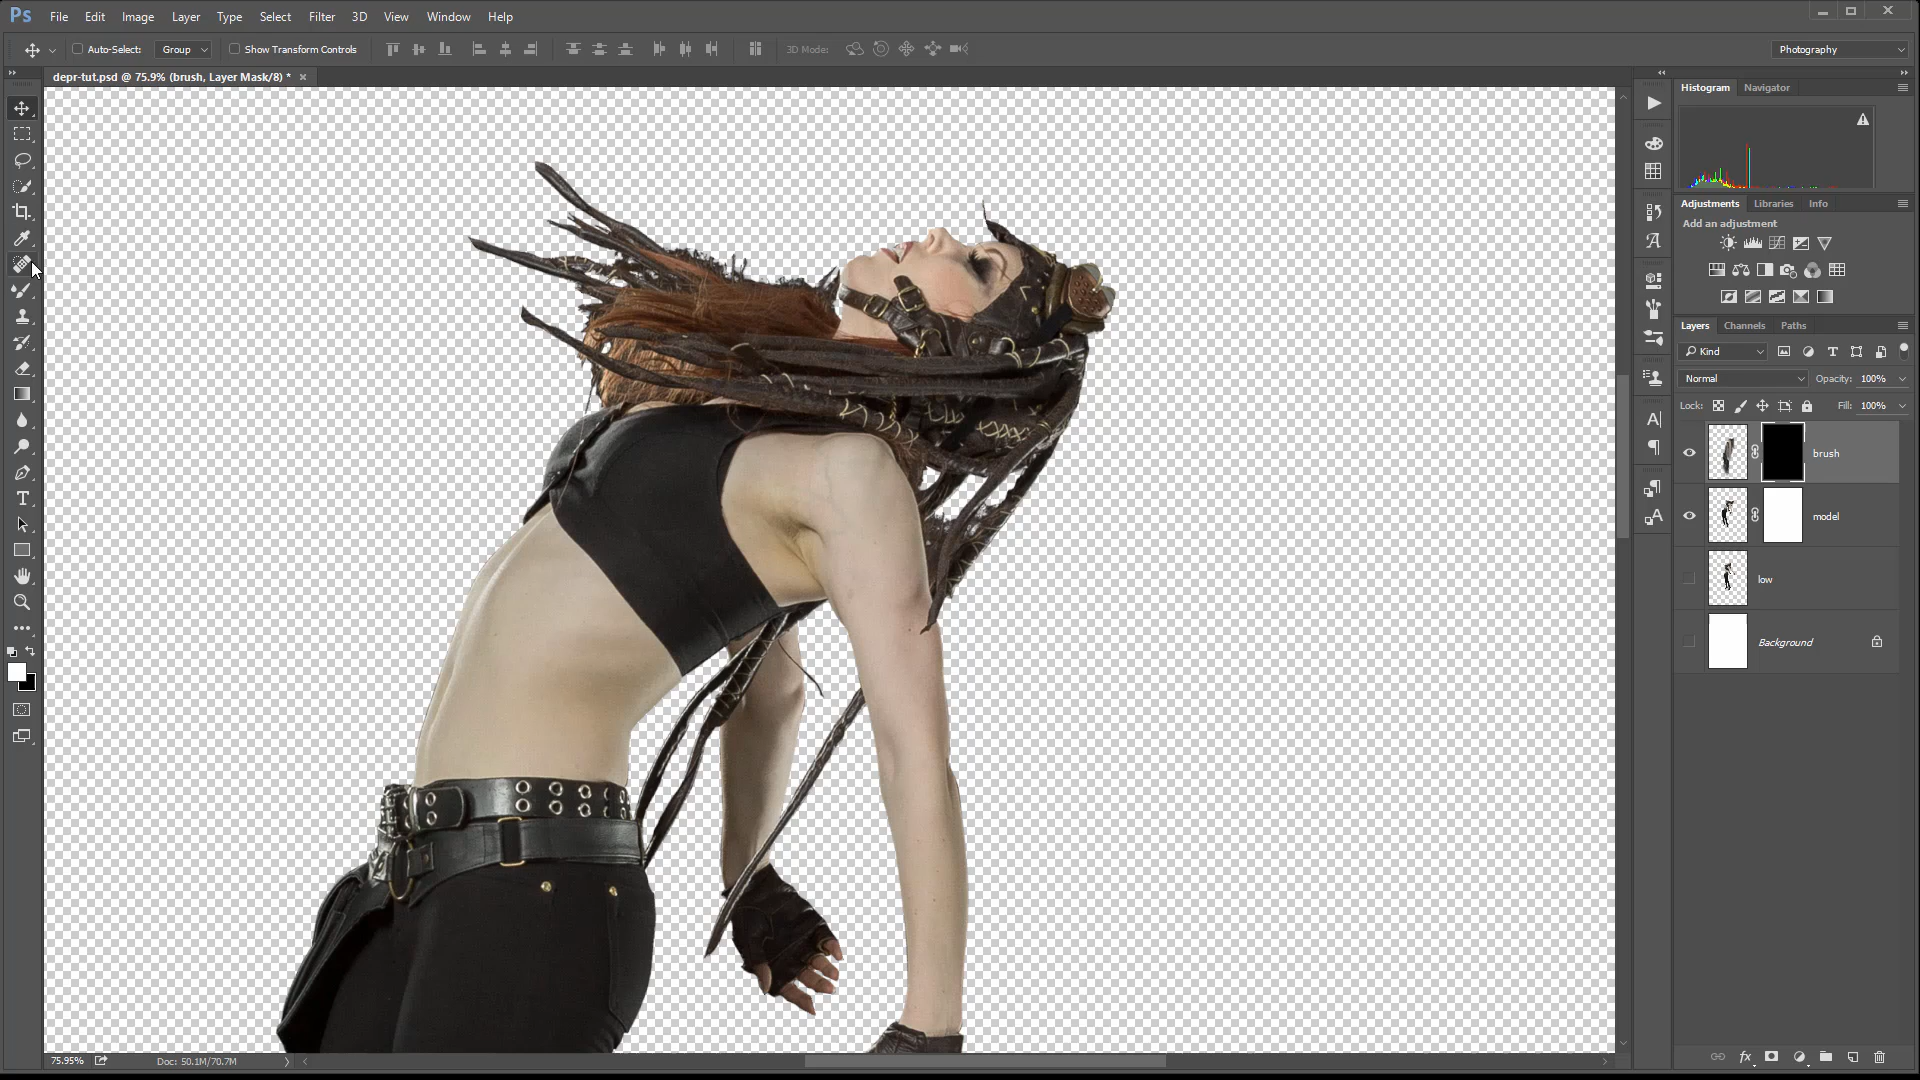 Ps File Edit Image Layer Type Select Filter 3D View Window Help
Auto-Select: Group Show Transform Controls 3D Mode: Photography
depr-tut.psd @ 75.9% (brush, Layer Mask/8) * ×
Histogram Navigator
Adjustments Libraries Info
Add an adjustment
Layers Channels Paths
Kind
Normal Opacity: 100%
Lock: Fill: 100%
brush
model
low
Background
75.95% Doc: 50.1M/70.7M
fx